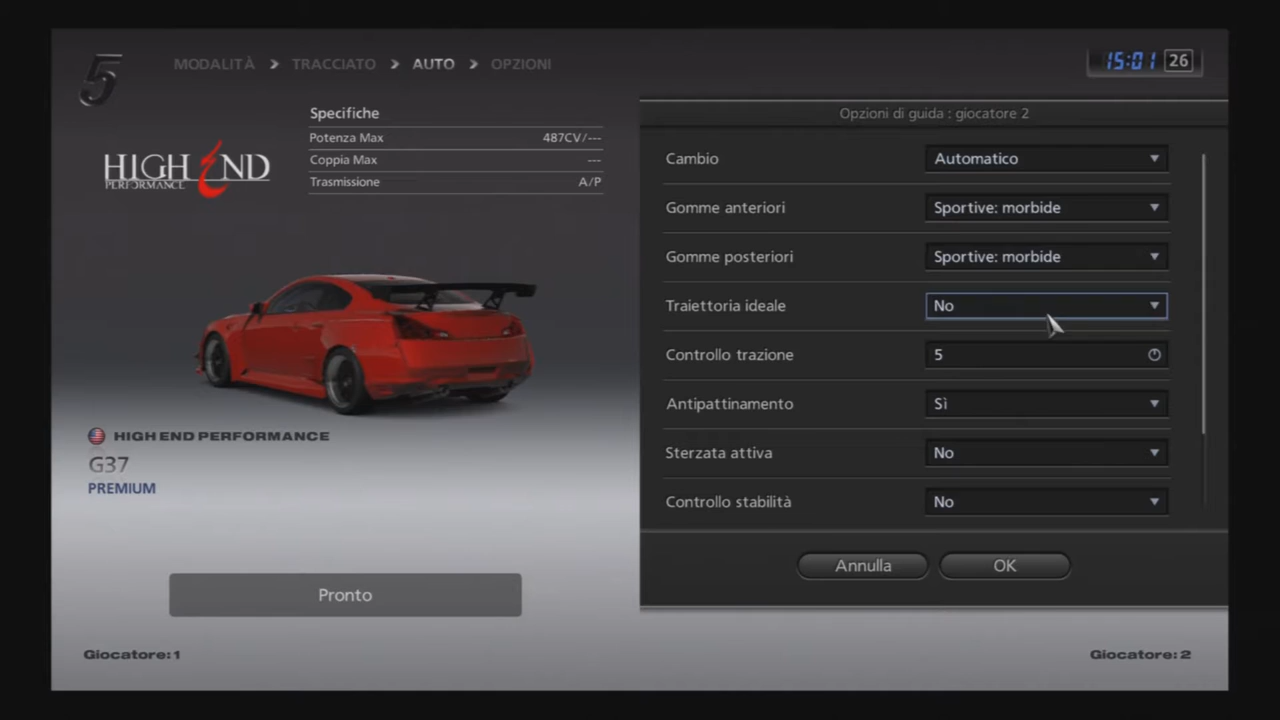 5
MODALITÀ > TRACCIATO > AUTO > OPZIONI
15:01 26
Specifiche
Potenza Max 487CV/---
Coppia Max ---
Trasmissione A/P
HIGH END
PERFORMANCE
HIGH END PERFORMANCE
G37
PREMIUM
Pronto
Giocatore:1
Opzioni di guida : giocatore 2
Cambio Automatico
Gomme anteriori Sportive: morbide
Gomme posteriori Sportive: morbide
Traiettoria ideale No
Controllo trazione 5
Antipattinamento Sì
Sterzata attiva No
Controllo stabilità No
Annulla OK
Giocatore:2